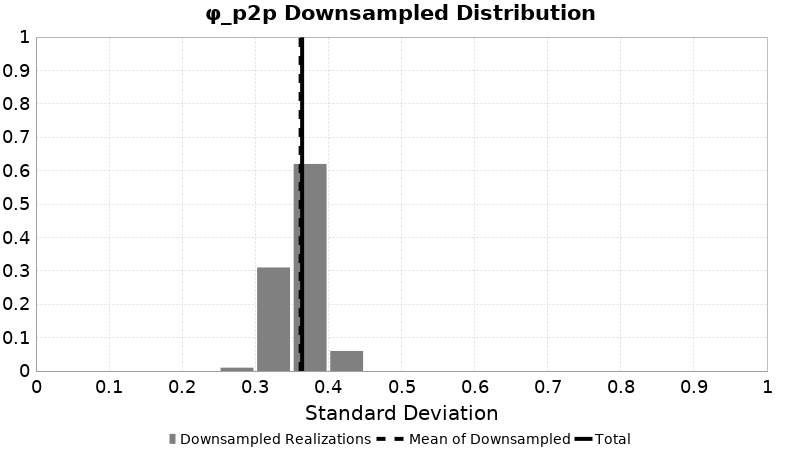 φ_p2p Downsampled Distribution
1
0.9
0.8
0.7
0.6
0.5
0.4
0.3
0.2
0.1
0
0 0.1 0.2 0.3 0.4 0.5 0.6 0.7 0.8 0.9 1
Standard Deviation
Downsampled Realizations Mean of Downsampled Total